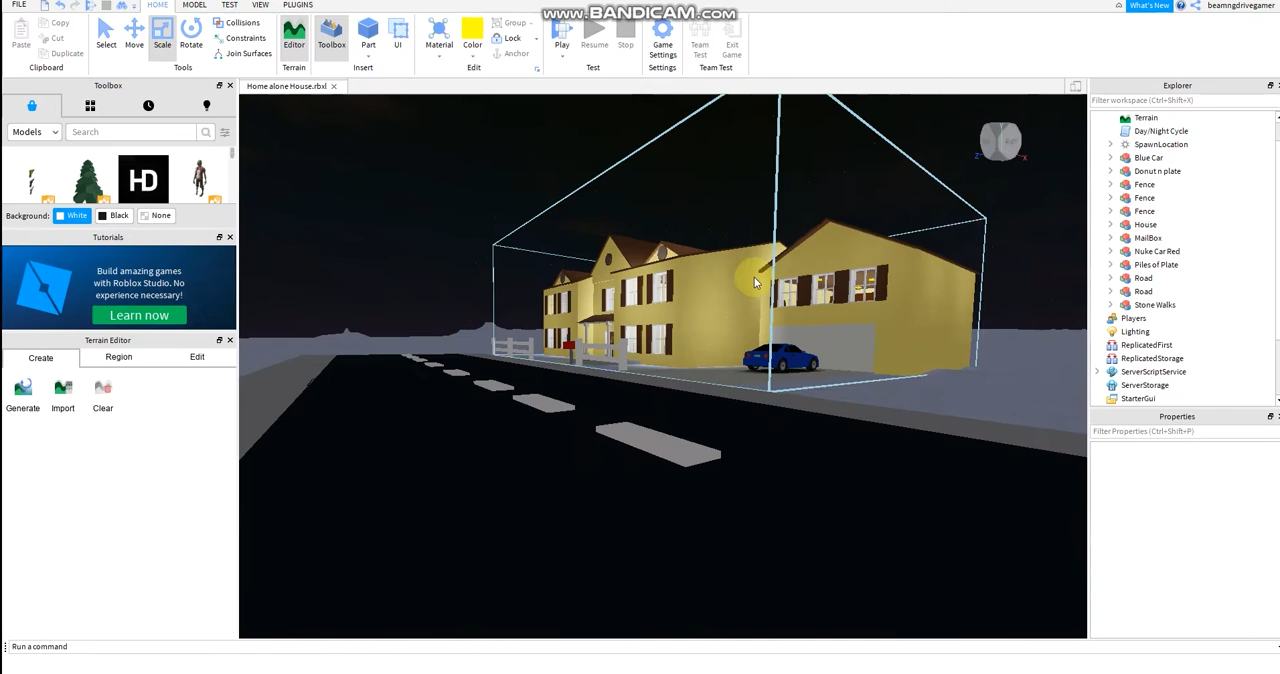 FILE HOME MODEL TEST VIEW PLUGINS
www.BANDICAM.com
What's New beamngdrivegamer
Paste Copy Cut Duplicate
Clipboard
Select Move Scale Rotate
Collisions
Constraints
Join Surfaces
Tools
Editor
Terrain
Toolbox Part UI
Insert
Material Color
Group
Lock
Anchor
Edit
Play Resume Stop
Test
Game Settings
Settings
Team Test Exit Game
Team Test
Toolbox
Models Search
HD
Background: White Black None
Tutorials
Build amazing games
with Roblox Studio. No
experience necessary!
Learn now
Terrain Editor
Create Region Edit
Generate Import Clear
Home alone House.rbxl
Explorer
Filter workspace (Ctrl+Shift+X)
Terrain
Day/Night Cycle
SpawnLocation
Blue Car
Donut n plate
Fence
Fence
Fence
House
MailBox
Nuke Car Red
Piles of Plate
Road
Road
Stone Walks
Players
Lighting
ReplicatedFirst
ReplicatedStorage
ServerScriptService
ServerStorage
StarterGui
Properties
Filter Properties (Ctrl+Shift+P)
Z
X
Run a command